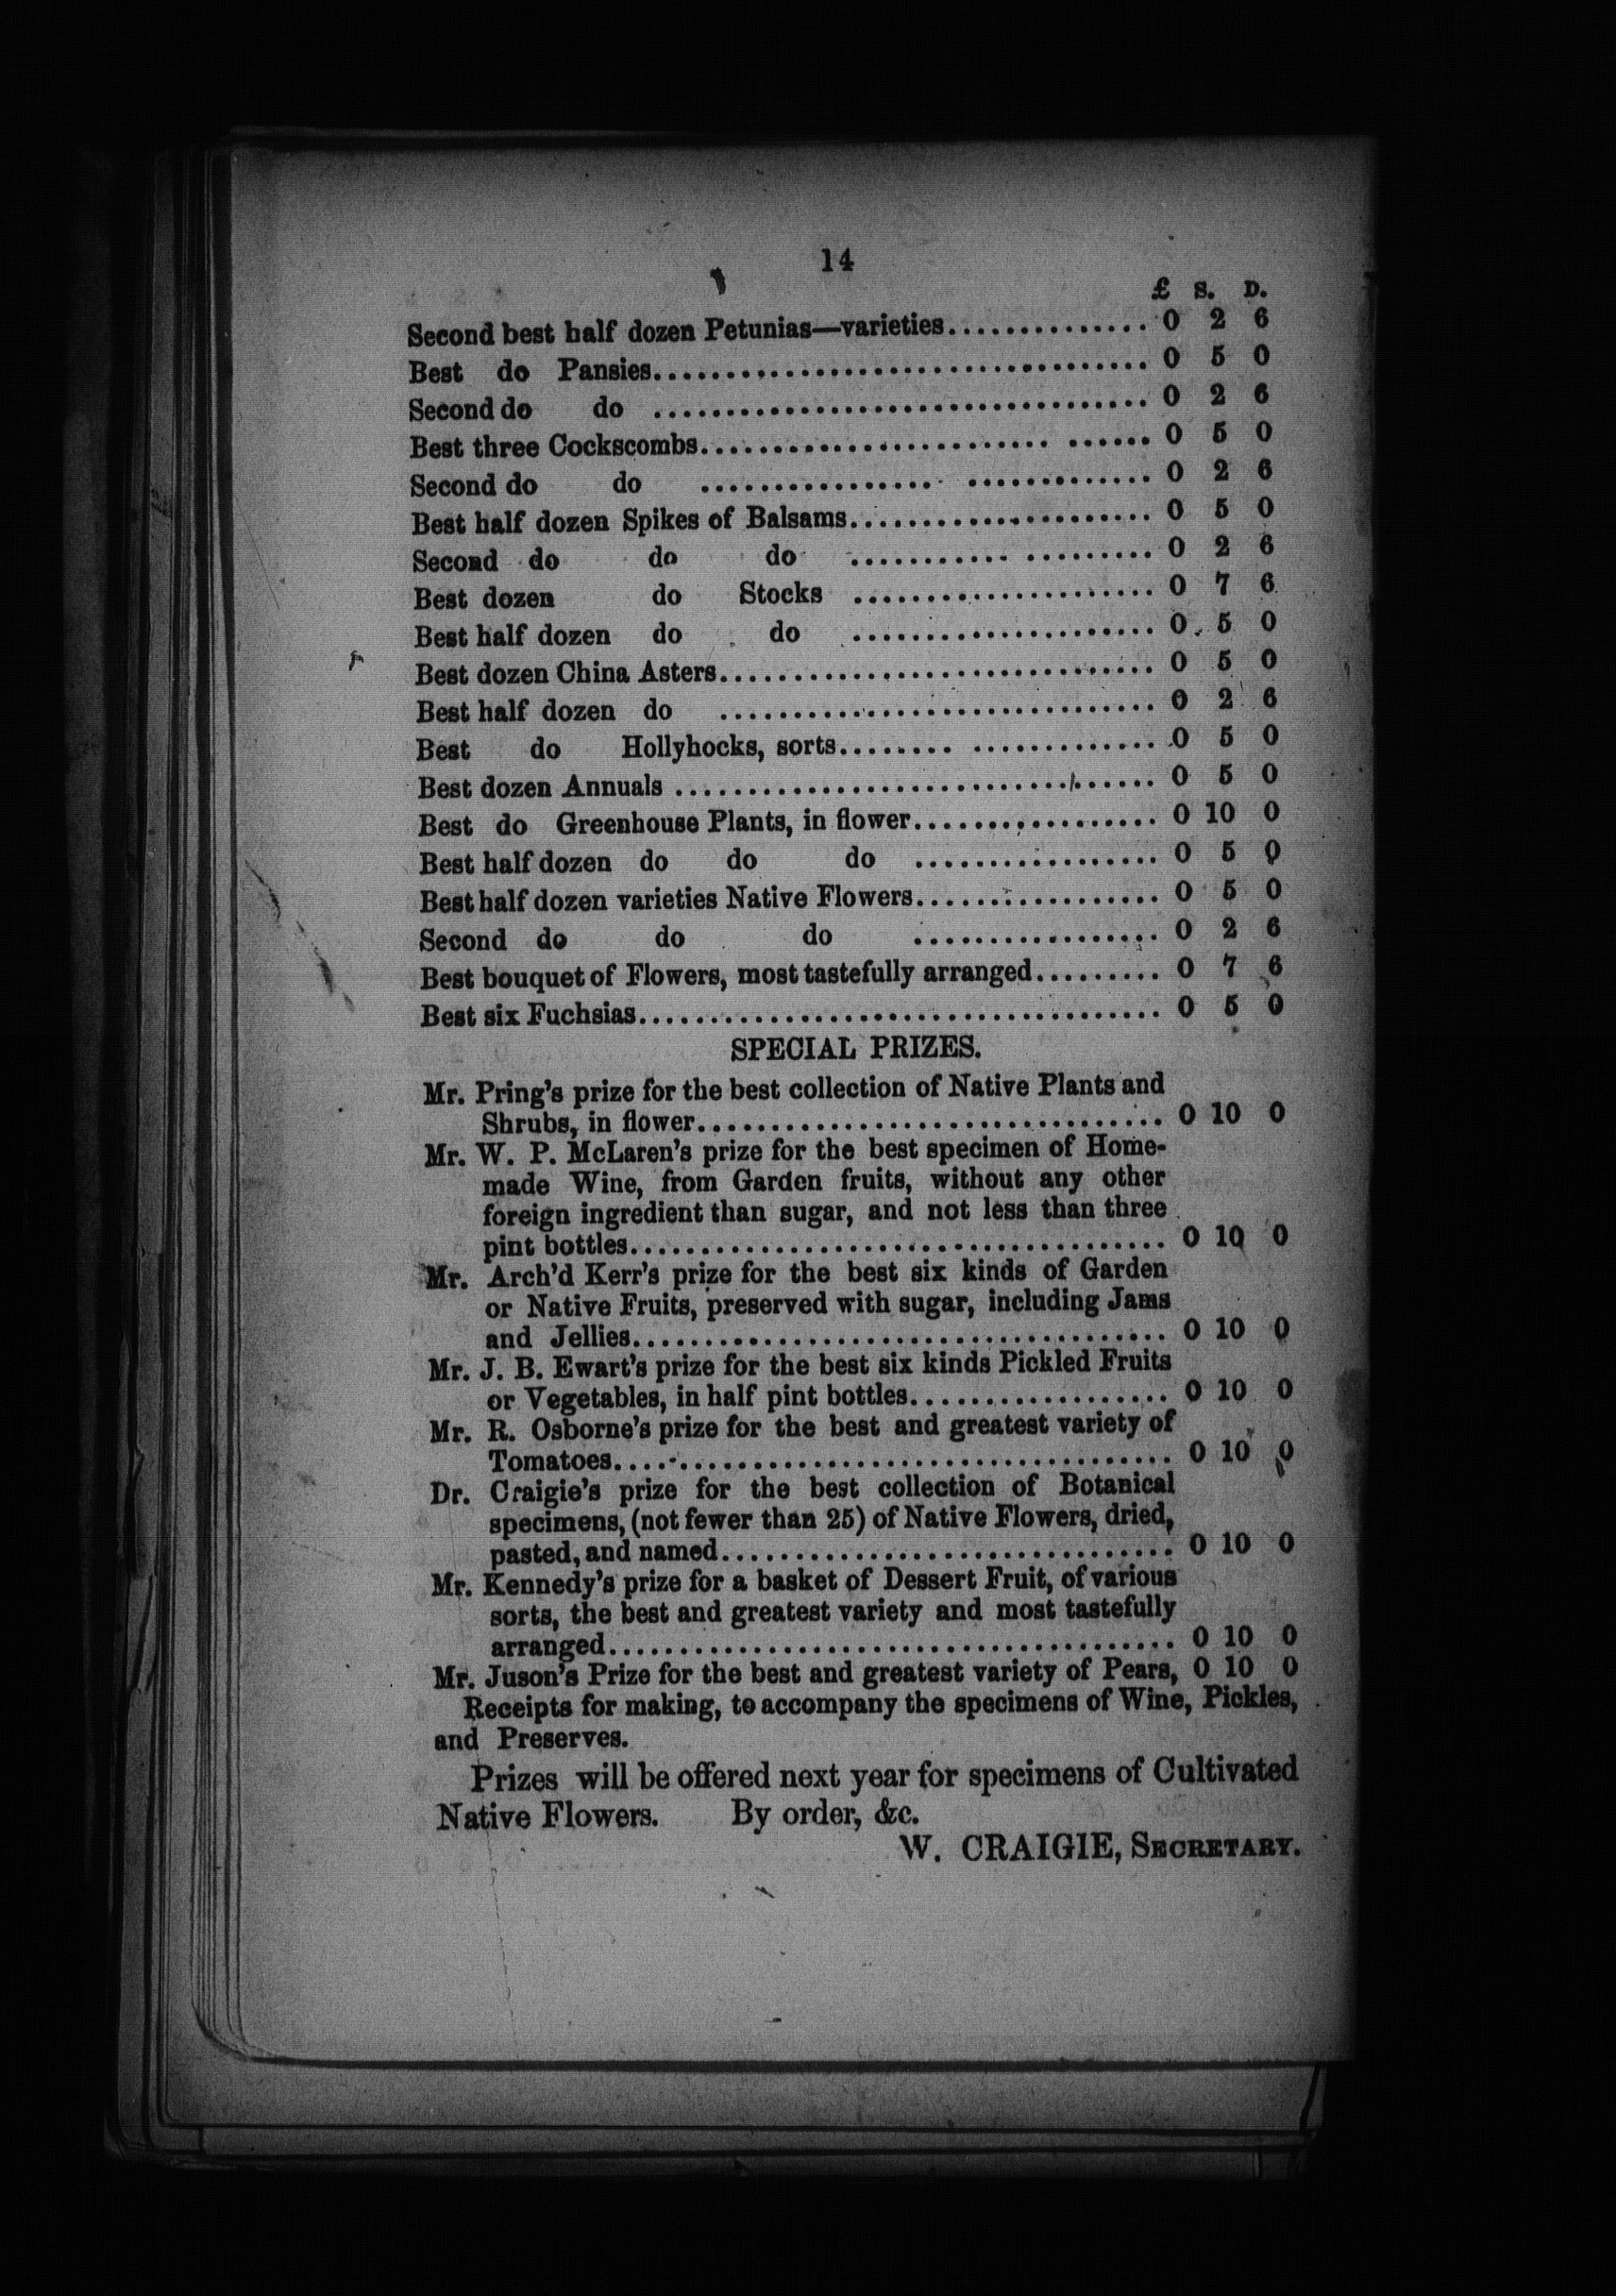 14
£ S. D.
Second best half dozen Petunias—varieties.............. 0 2 6
Best do Pansies.................................. 0 5 0
Second do do .................................. 0 2 6
Best three Cockscombs........................ ...... 0 5 0
Second do do ................ ............. 0 2 6
Best half dozen Spikes of Balsams..................... 0 5 0
Second do do do ........... ......... 0 2 6
Best dozen do Stocks ..................... 0 7 6
Best half dozen do do ..................... 0 5 0
Best dozen China Asters.............................. 0 5 0
Best half dozen do .............................. 0 2 6
Best do Hollyhocks, sorts........ ............. 0 5 0
Best dozen Annuals ................................. 0 5 0
Best do Greenhouse Plants, in flower................. 0 10 0
Best half dozen do do do ................. 0 5 0
Best half dozen varieties Native Flowers................. 0 5 0
Second do do do ................. 0 2 6
Best bouquet of Flowers, most tastefully arranged......... 0 7 6
Best six Fuchsias.................................... 0 5 0
SPECIAL PRIZES.
Mr. Pring's prize for the best collection of Native Plants and
Shrubs, in flower................................ 0 10 0
Mr. W. P. McLaren's prize for the best specimen of Home-
made Wine, from Garden fruits, without any other
foreign ingredient than sugar, and not less than three
pint bottles..................................... 0 10 0
Mr. Arch'd Kerr's prize for the best six kinds of Garden
or Native Fruits, preserved with sugar, including Jams
and Jellies..................................... 0 10 0
Mr. J. B. Ewart's prize for the best six kinds Pickled Fruits
or Vegetables, in half pint bottles.................. 0 10 0
Mr. R. Osborne's prize for the best and greatest variety of
Tomatoes....................................... 0 10 0
Dr. Craigie's prize for the best collection of Botanical
specimens, (not fewer than 25) of Native Flowers, dried,
pasted, and named............................... 0 10 0
Mr. Kennedy's prize for a basket of Dessert Fruit, of various
sorts, the best and greatest variety and most tastefully
arranged....................................... 0 10 0
Mr. Juson's Prize for the best and greatest variety of Pears, 0 10 0
Receipts for making, to accompany the specimens of Wine, Pickles,
and Preserves.
Prizes will be offered next year for specimens of Cultivated
Native Flowers. By order, &c.
W. CRAIGIE, SECRETARY.